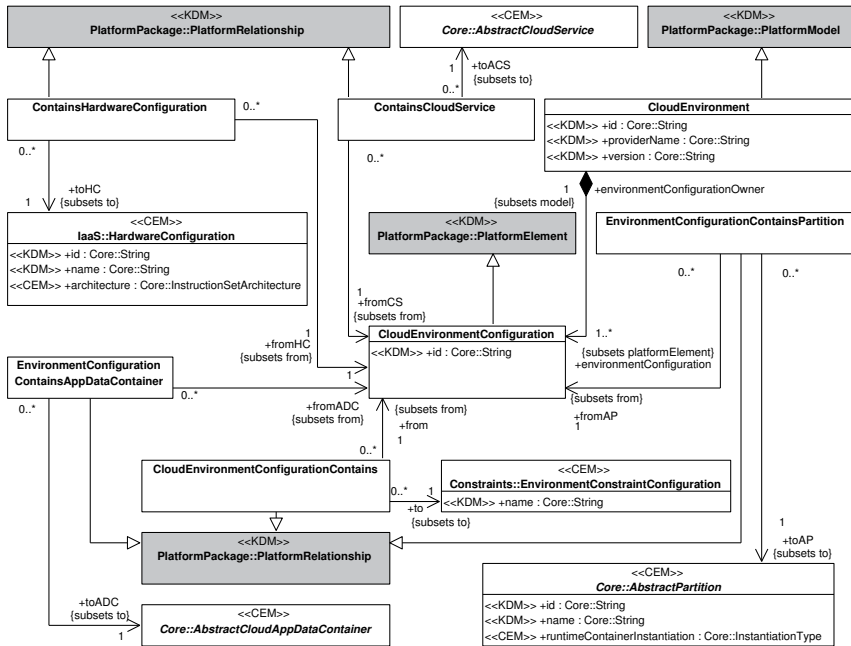 <<KDM>>
PlatformPackage::PlatformRelationship
<<CEM>>
Core::AbstractCloudService
<<KDM>>
PlatformPackage::PlatformModel
1
+toACS
{subsets to}
0..*
ContainsHardwareConfiguration
0..*
0..*
ContainsCloudService
0..*
CloudEnvironment
<<KDM>> +id : Core::String
<<KDM>> +providerName : Core::String
<<KDM>> +version : Core::String
+toHC
1
{subsets to}
1
+environmentConfigurationOwner
{subsets model}
<<CEM>>
IaaS::HardwareConfiguration
<<KDM>> +id : Core::String
<<KDM>> +name : Core::String
<<CEM>> +architecture : Core::InstructionSetArchitecture
<<KDM>>
PlatformPackage::PlatformElement
EnvironmentConfigurationContainsPartition
0..*
0..*
1
+fromCS
{subsets from}
1
+fromHC
{subsets from}
CloudEnvironmentConfiguration
<<KDM>> +id : Core::String
1..*
{subsets platformElement}
+environmentConfiguration
EnvironmentConfiguration
ContainsAppDataContainer
0..*
0..*
1
+fromADC
{subsets from}
{subsets from}
+from
1
{subsets from}
+fromAP
1
0..*
CloudEnvironmentConfigurationContains
0..*
1
+to
{subsets to}
<<CEM>>
Constraints::EnvironmentConstraintConfiguration
<<KDM>> +name : Core::String
<<KDM>>
PlatformPackage::PlatformRelationship
1
+toAP
{subsets to}
<<CEM>>
Core::AbstractPartition
<<KDM>> +id : Core::String
<<KDM>> +name : Core::String
<<CEM>> +runtimeContainerInstantiation : Core::InstantiationType
+toADC
{subsets to}
1
<<CEM>>
Core::AbstractCloudAppDataContainer